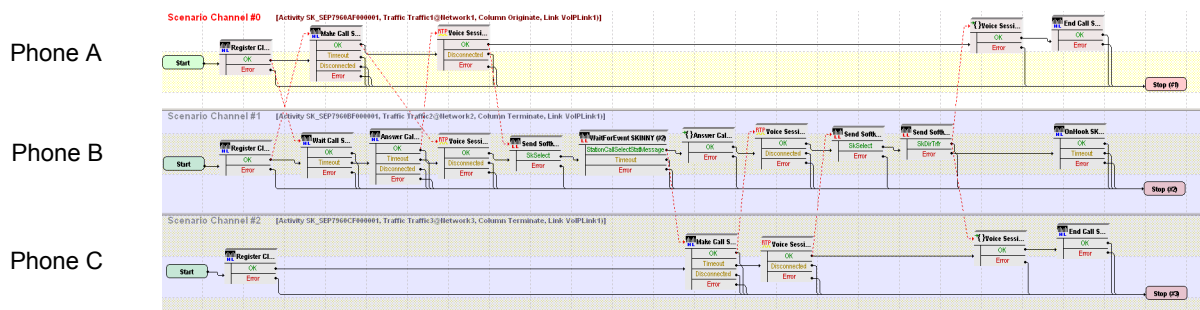 Scenario Channel #0 [Activity SK_SEP7960AF000001, Traffic Traffic1@Network1, Column Originate, Link VoIPLink1)]
Phone A
Start
Register Cl...
OK
Error
Make Call S...
OK
Timeout
Disconnected
Error
Voice Sessi...
OK
Disconnected
Error
Voice Sessi...
OK
Error
End Call S...
OK
Error
Stop (#1)
Scenario Channel #1 [Activity SK_SEP7960BF000001, Traffic Traffic2@Network2, Column Terminate, Link VoIPLink1)]
Phone B
Start
Register Cl...
OK
Error
Wait Call S...
OK
Timeout
Error
Answer Cal...
OK
Timeout
Disconnected
Error
Voice Sessi...
OK
Disconnected
Error
Send Softk...
SkSelect
Error
WaitForEvent SKINNY (#2)
StationCallSelectStatMessage
Timeout
Error
Answer Cal...
OK
Error
Voice Sessi...
OK
Disconnected
Error
Send Softk...
SkSelect
Error
Send Softk...
SkDirTrfr
Error
OnHook SK...
OK
Timeout
Error
Stop (#2)
Scenario Channel #2 [Activity SK_SEP7960CF000001, Traffic Traffic3@Network3, Column Terminate, Link VoIPLink1)]
Phone C
Start
Register Cl...
OK
Error
Make Call S...
OK
Timeout
Disconnected
Error
Voice Sessi...
OK
Disconnected
Error
Voice Sessi...
OK
Error
End Call S...
OK
Error
Stop (#3)